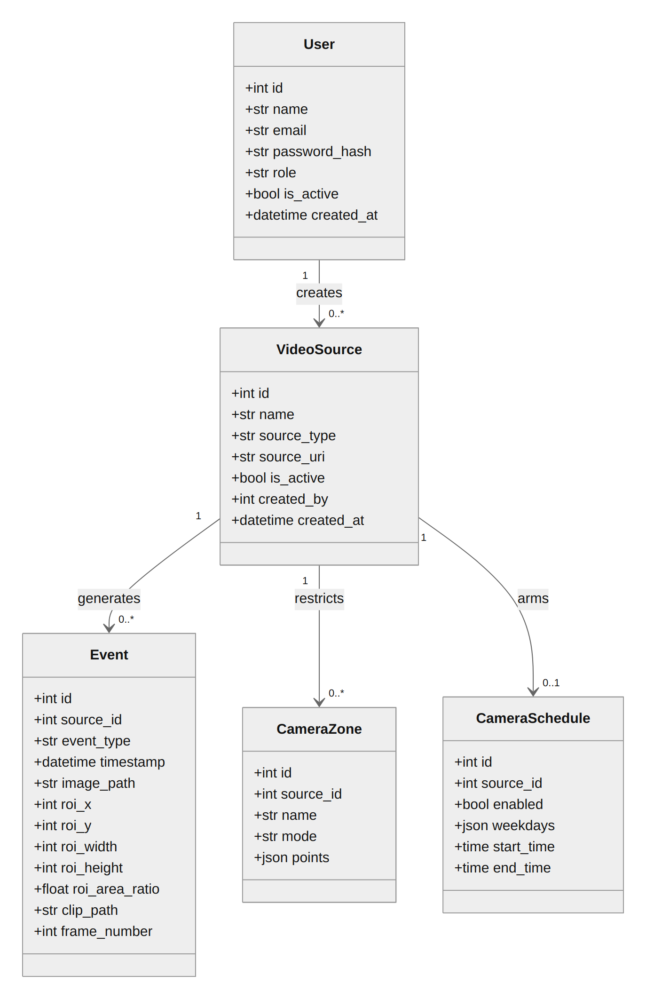 User
+int id
+str name
+str email
+str password_hash
+str role
+bool is_active
+datetime created_at
1
creates
0..*
VideoSource
+int id
+str name
+str source_type
+str source_uri
+bool is_active
+int created_by
+datetime created_at
1
generates
0..*
1
restricts
0..*
1
arms
0..1
Event
+int id
+int source_id
+str event_type
+datetime timestamp
+str image_path
+int roi_x
+int roi_y
+int roi_width
+int roi_height
+float roi_area_ratio
+str clip_path
+int frame_number
CameraZone
+int id
+int source_id
+str name
+str mode
+json points
CameraSchedule
+int id
+int source_id
+bool enabled
+json weekdays
+time start_time
+time end_time